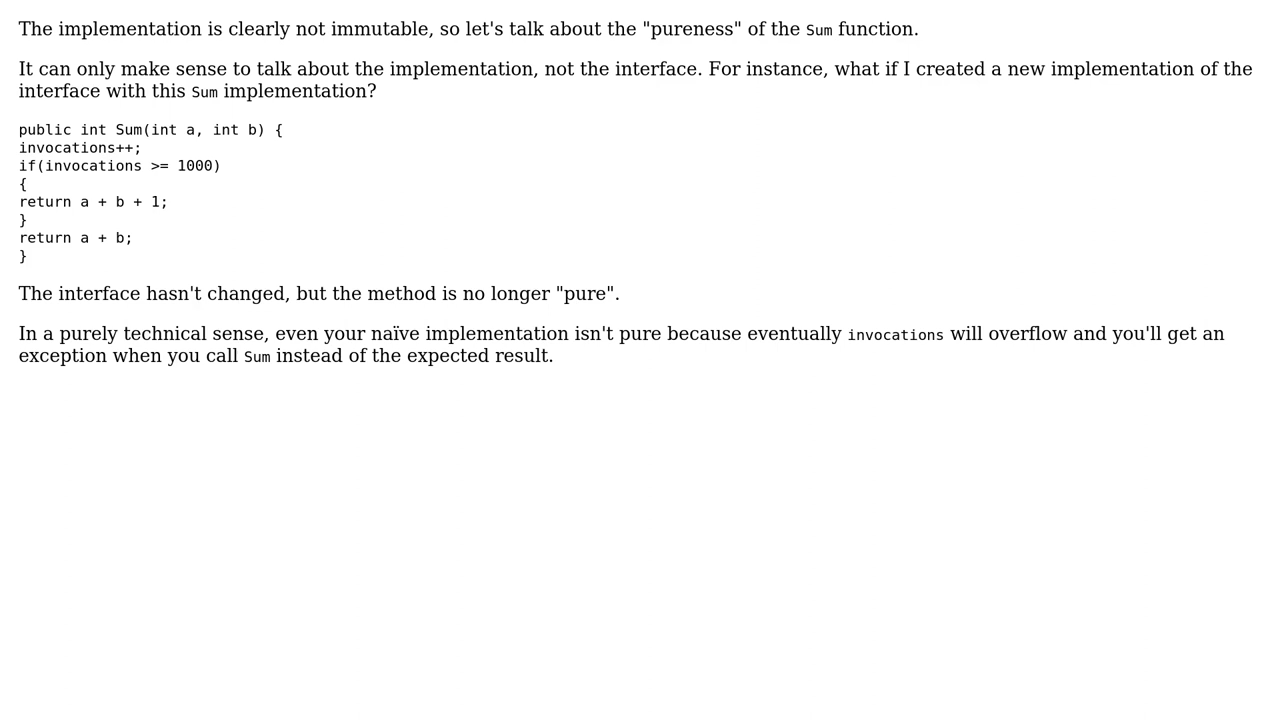 The implementation is clearly not immutable, so let's talk about the "pureness" of the Sum function.
It can only make sense to talk about the implementation, not the interface. For instance, what if I created a new implementation of the
interface with this Sum implementation?
public int Sum(int a, int b) {
invocations++;
if(invocations >= 1000)
{
return a + b + 1;
}
return a + b;
}
The interface hasn't changed, but the method is no longer "pure".
In a purely technical sense, even your naïve implementation isn't pure because eventually invocations will overflow and you'll get an
exception when you call Sum instead of the expected result.